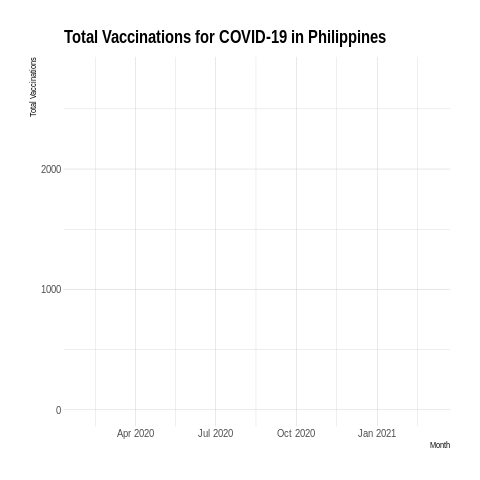 Total Vaccinations for COVID-19 in Philippines
Total Vaccinations
2000
1000
0
Apr 2020
Jul 2020
Oct 2020
Jan 2021
Month